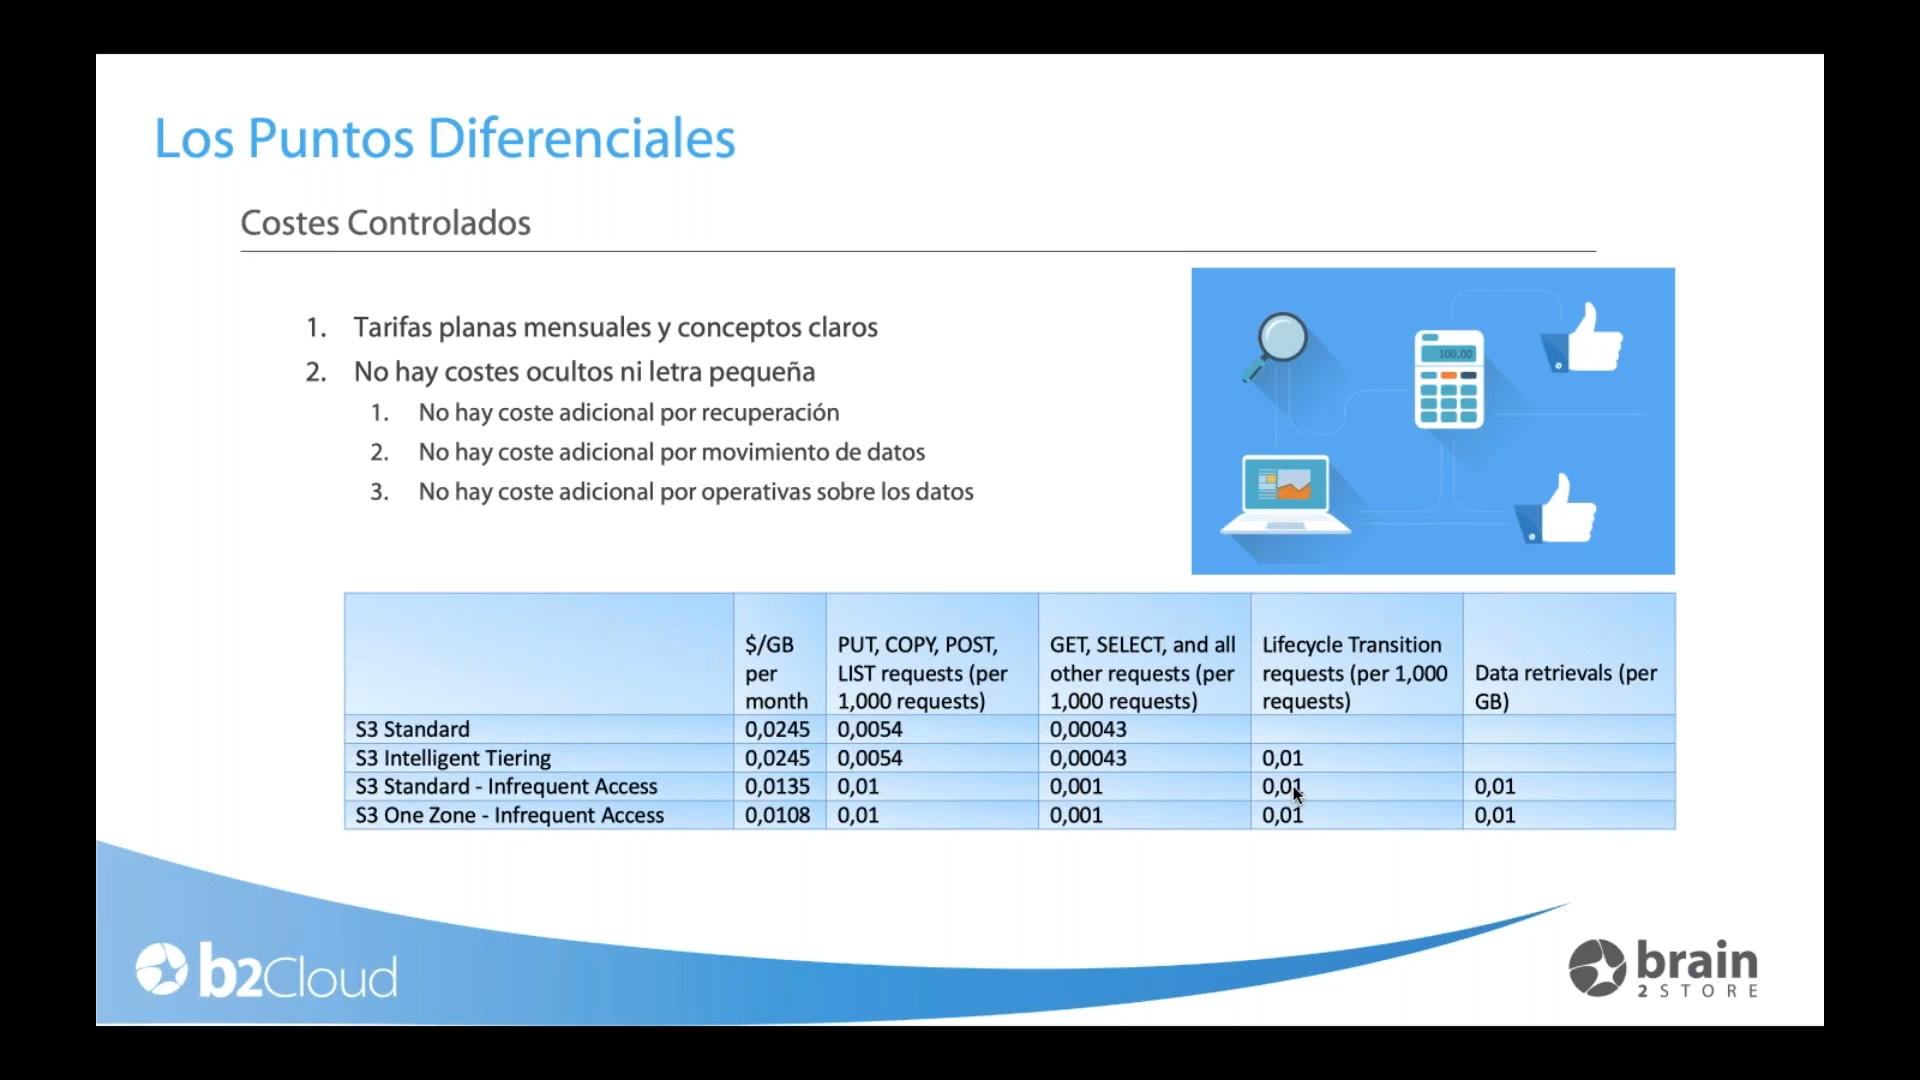 Los Puntos Diferenciales
Costes Controlados
1. Tarifas planas mensuales y conceptos claros
2. No hay costes ocultos ni letra pequeña
1. No hay coste adicional por recuperación
2. No hay coste adicional por movimiento de datos
3. No hay coste adicional por operativas sobre los datos
100,00
$/GB per month
PUT, COPY, POST, LIST requests (per 1,000 requests)
GET, SELECT, and all other requests (per 1,000 requests)
Lifecycle Transition requests (per 1,000 requests)
Data retrievals (per GB)
S3 Standard 0,0245 0,0054 0,00043
S3 Intelligent Tiering 0,0245 0,0054 0,00043 0,01
S3 Standard - Infrequent Access 0,0135 0,01 0,001 0,01 0,01
S3 One Zone - Infrequent Access 0,0108 0,01 0,001 0,01 0,01
b2Cloud
brain
2 STORE